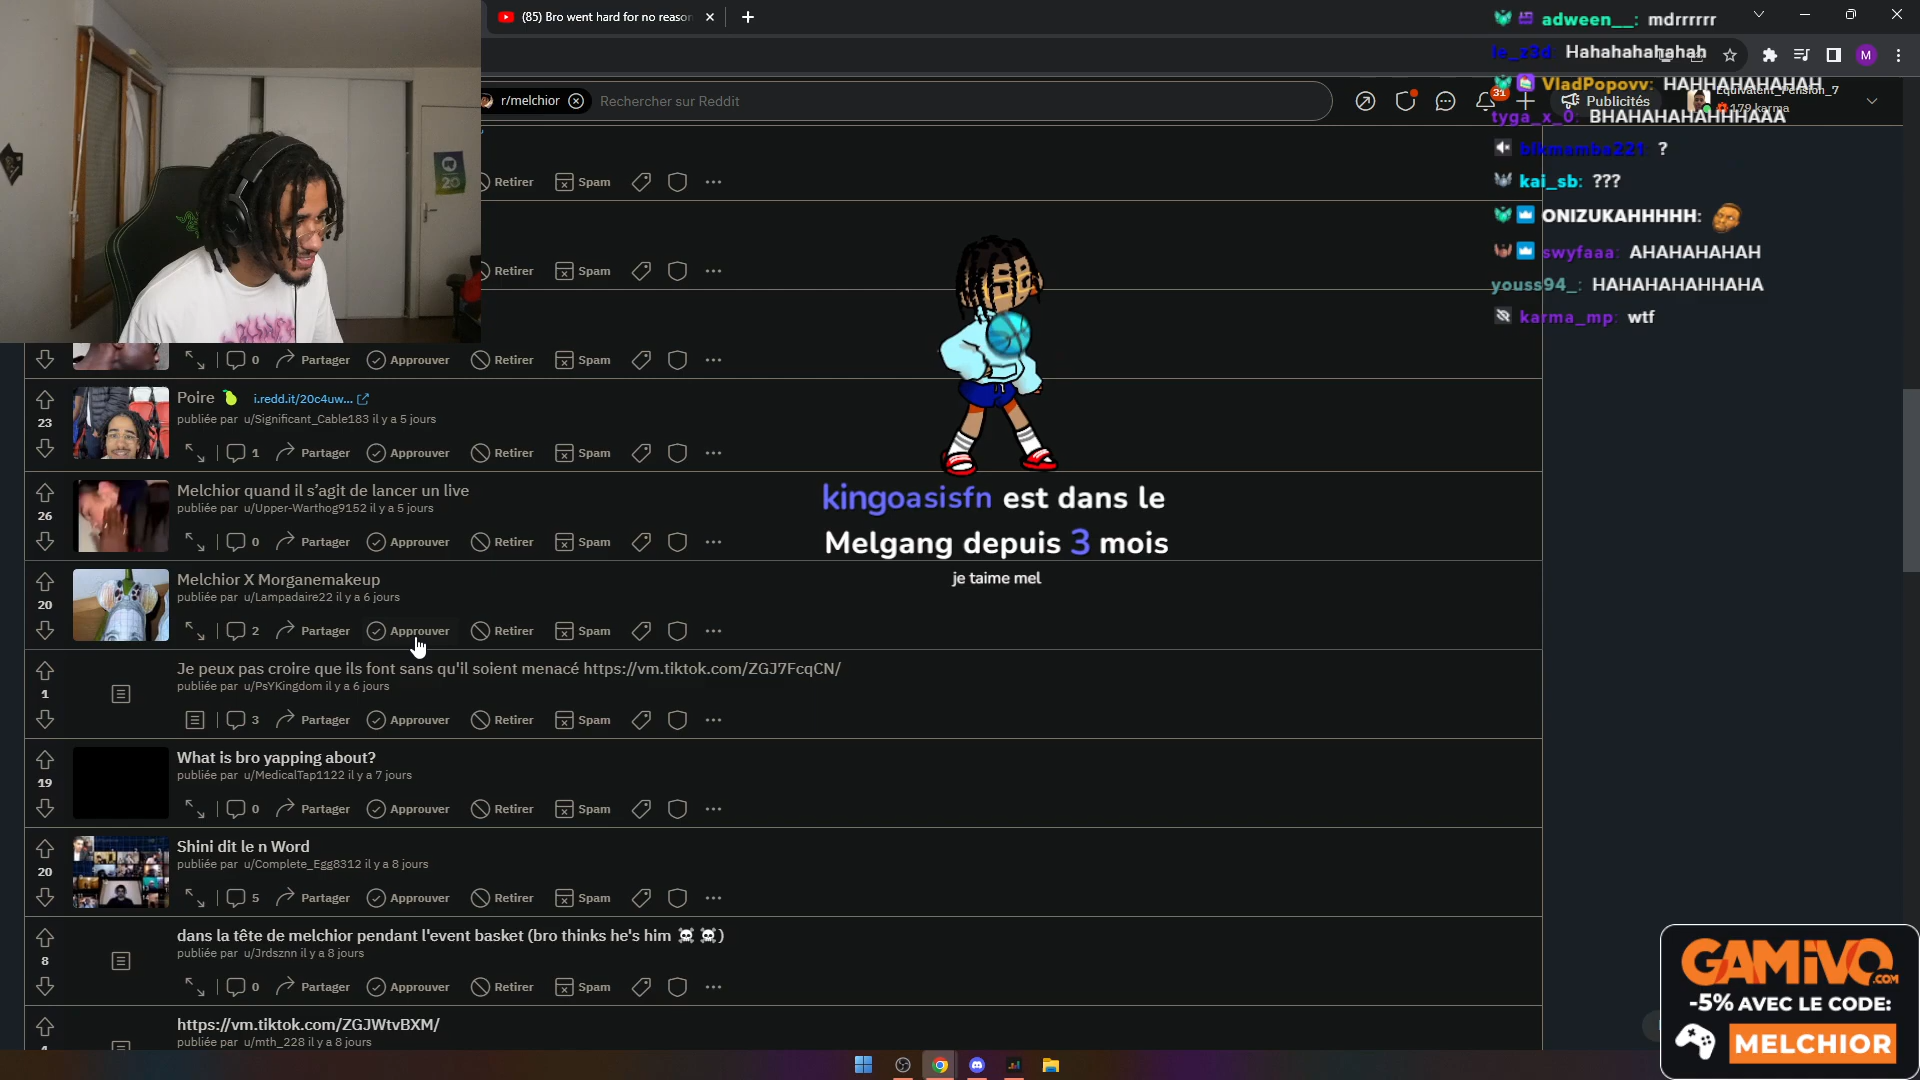 (85) Bro went hard for no reason
adween__: mdrrrrrr
le_z3d: Hahahahahahah
VladPopovv: HAHHAHAHAHAH
tyga_x_0: BHAHAHAHAHHHAAA
blkmamba221: ?
kai_sb: ???
ONIZUKAHHHHH:
swyfaaa: AHAHAHAHAH
youss94_: HAHAHAHAHHAHA
karma_mp: wtf
M
r/melchior
Rechercher sur Reddit
31
Publicités
Equivalent_Pension_7
179 karma
20
Retirer Spam
Retirer Spam
0 Partager Approuver Retirer Spam
Poire i.redd.it/20c4uw...
publiée par u/Significant_Cable183 il y a 5 jours
23
1 Partager Approuver Retirer Spam
Melchior quand il s’agit de lancer un live
publiée par u/Upper-Warthog9152 il y a 5 jours
26
0 Partager Approuver Retirer Spam
kingoasisfn est dans le
Melgang depuis 3 mois
je taime mel
Melchior X Morganemakeup
publiée par u/Lampadaire22 il y a 6 jours
20
2 Partager Approuver Retirer Spam
Je peux pas croire que ils font sans qu'il soient menacé https://vm.tiktok.com/ZGJ7FcqCN/
publiée par u/PsYKingdom il y a 6 jours
1
3 Partager Approuver Retirer Spam
What is bro yapping about?
publiée par u/MedicalTap1122 il y a 7 jours
19
0 Partager Approuver Retirer Spam
Shini dit le n Word
publiée par u/Complete_Egg8312 il y a 8 jours
20
5 Partager Approuver Retirer Spam
dans la tête de melchior pendant l'event basket (bro thinks he's him ☠ ☠)
publiée par u/Jrdsznn il y a 8 jours
8
0 Partager Approuver Retirer Spam
https://vm.tiktok.com/ZGJWtvBXM/
publiée par u/mth_228 il y a 8 jours
GAMIVO.COM
-5% AVEC LE CODE:
MELCHIOR